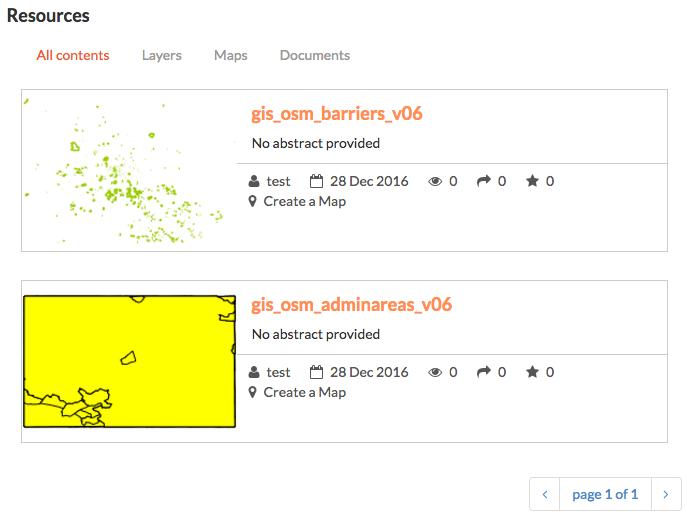 Resources
All contents Layers Maps Documents
gis_osm_barriers_v06
No abstract provided
test 28 Dec 2016 0 0 0
Create a Map
gis_osm_adminareas_v06
No abstract provided
test 28 Dec 2016 0 0 0
Create a Map
page 1 of 1